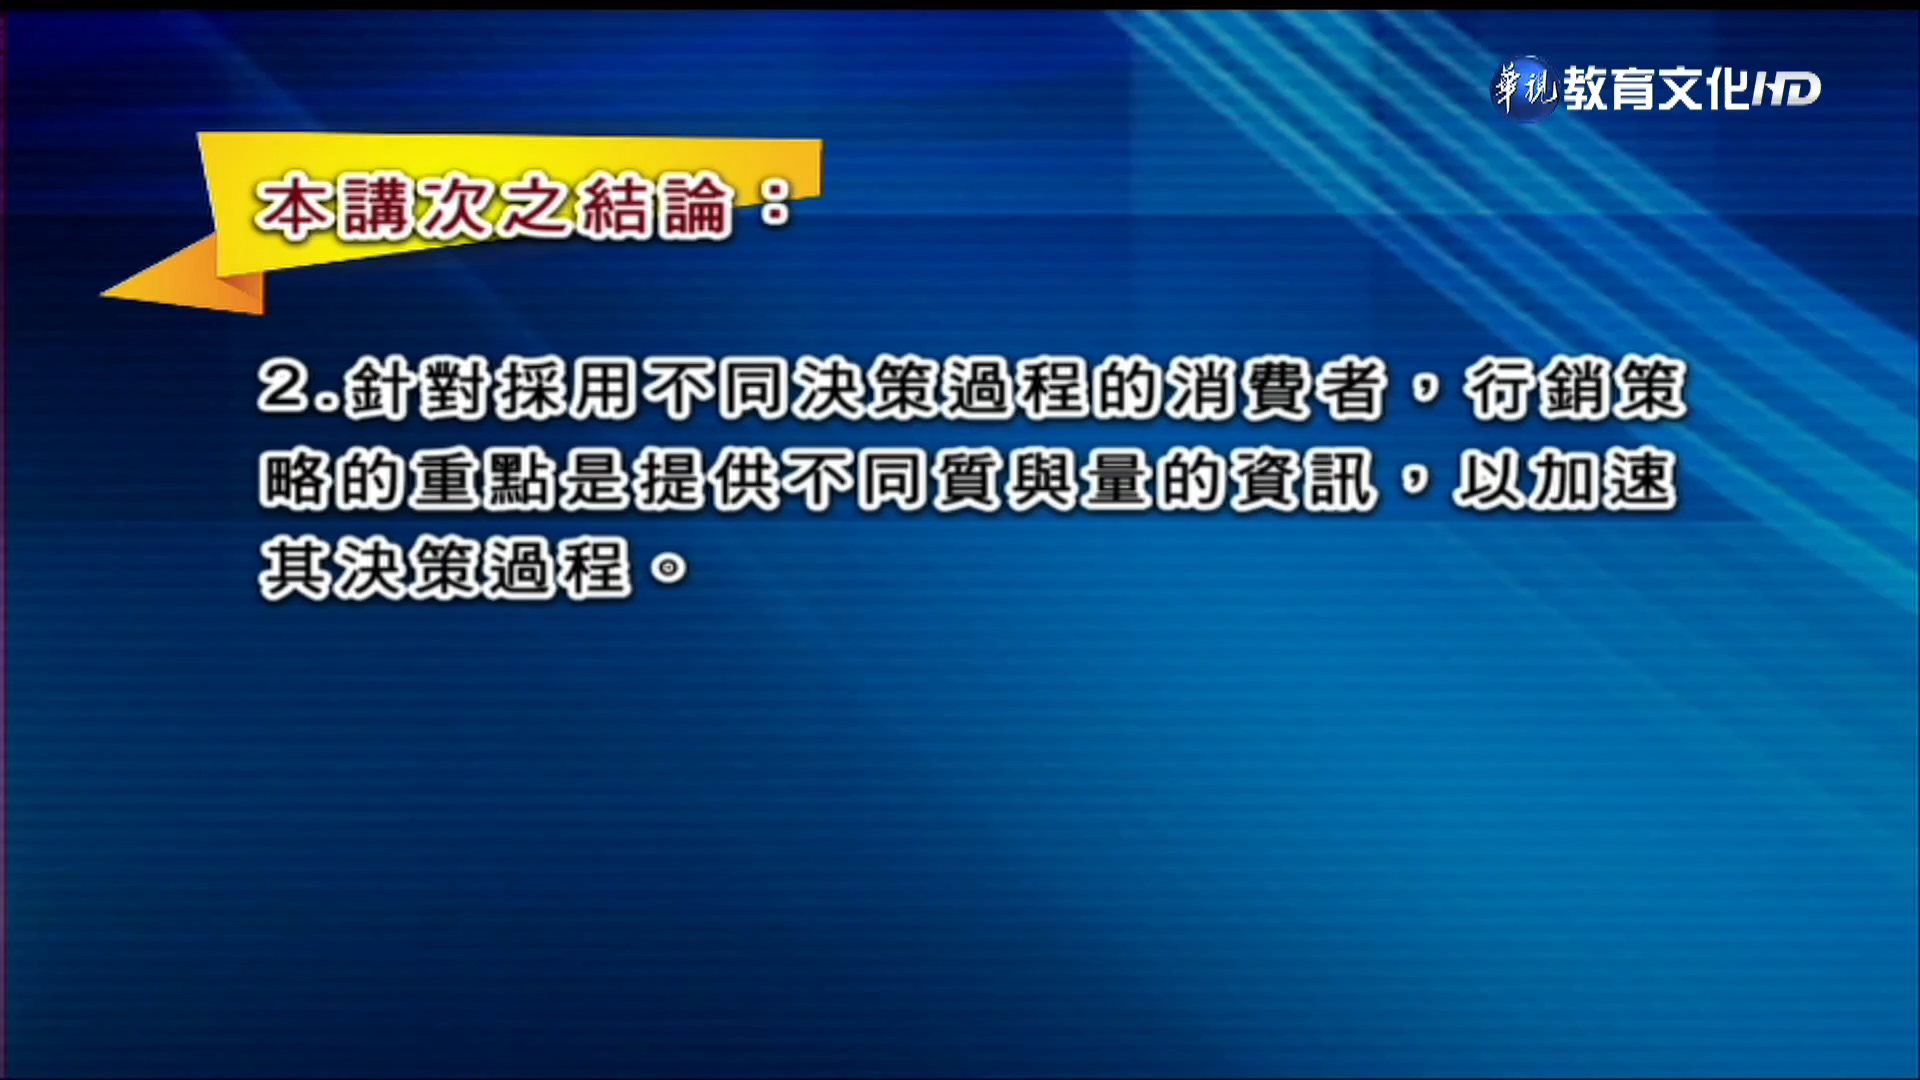 華視 教育文化HD
本講次之結論：
2.針對採用不同決策過程的消費者，行銷策
略的重點是提供不同質與量的資訊，以加速
其決策過程。